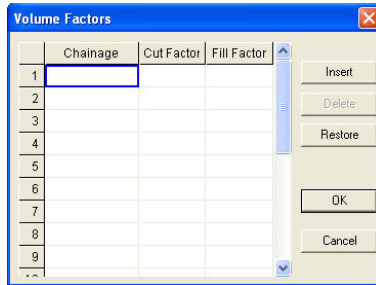 Volume Factors
Chainage Cut Factor Fill Factor
1
2
3
4
5
6
7
8
9
Insert
Delete
Restore
OK
Cancel